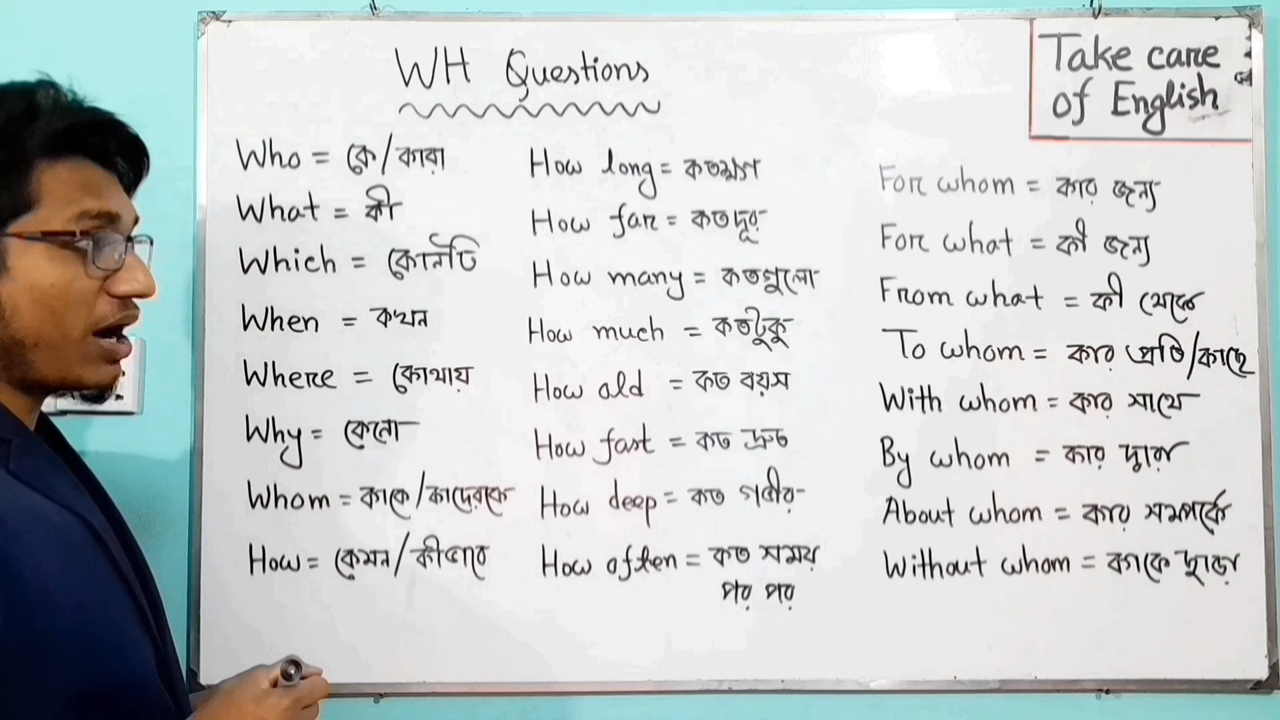 WH Questions
Take care
of English
Who = কে/কারা
What = কী
Which = কোনটি
When = কখন
Where = কোথায়
Why = কেনো
Whom = কাকে/কাদেরকে
How = কেমন/কীভাবে
How long = কতক্ষণ
How far = কতদূর
How many = কতগুলো
How much = কতটুকু
How old = কত বয়স
How fast = কত দ্রুত
How deep = কত গভীর
How often = কত সময়
পর পর
For whom = কার জন্য
For what = কী জন্য
From what = কী থেকে
To whom = কার প্রতি/কাছে
With whom = কার সাথে
By whom = কার দ্বারা
About whom = কার সম্পর্কে
Without whom = কাকে ছাড়া